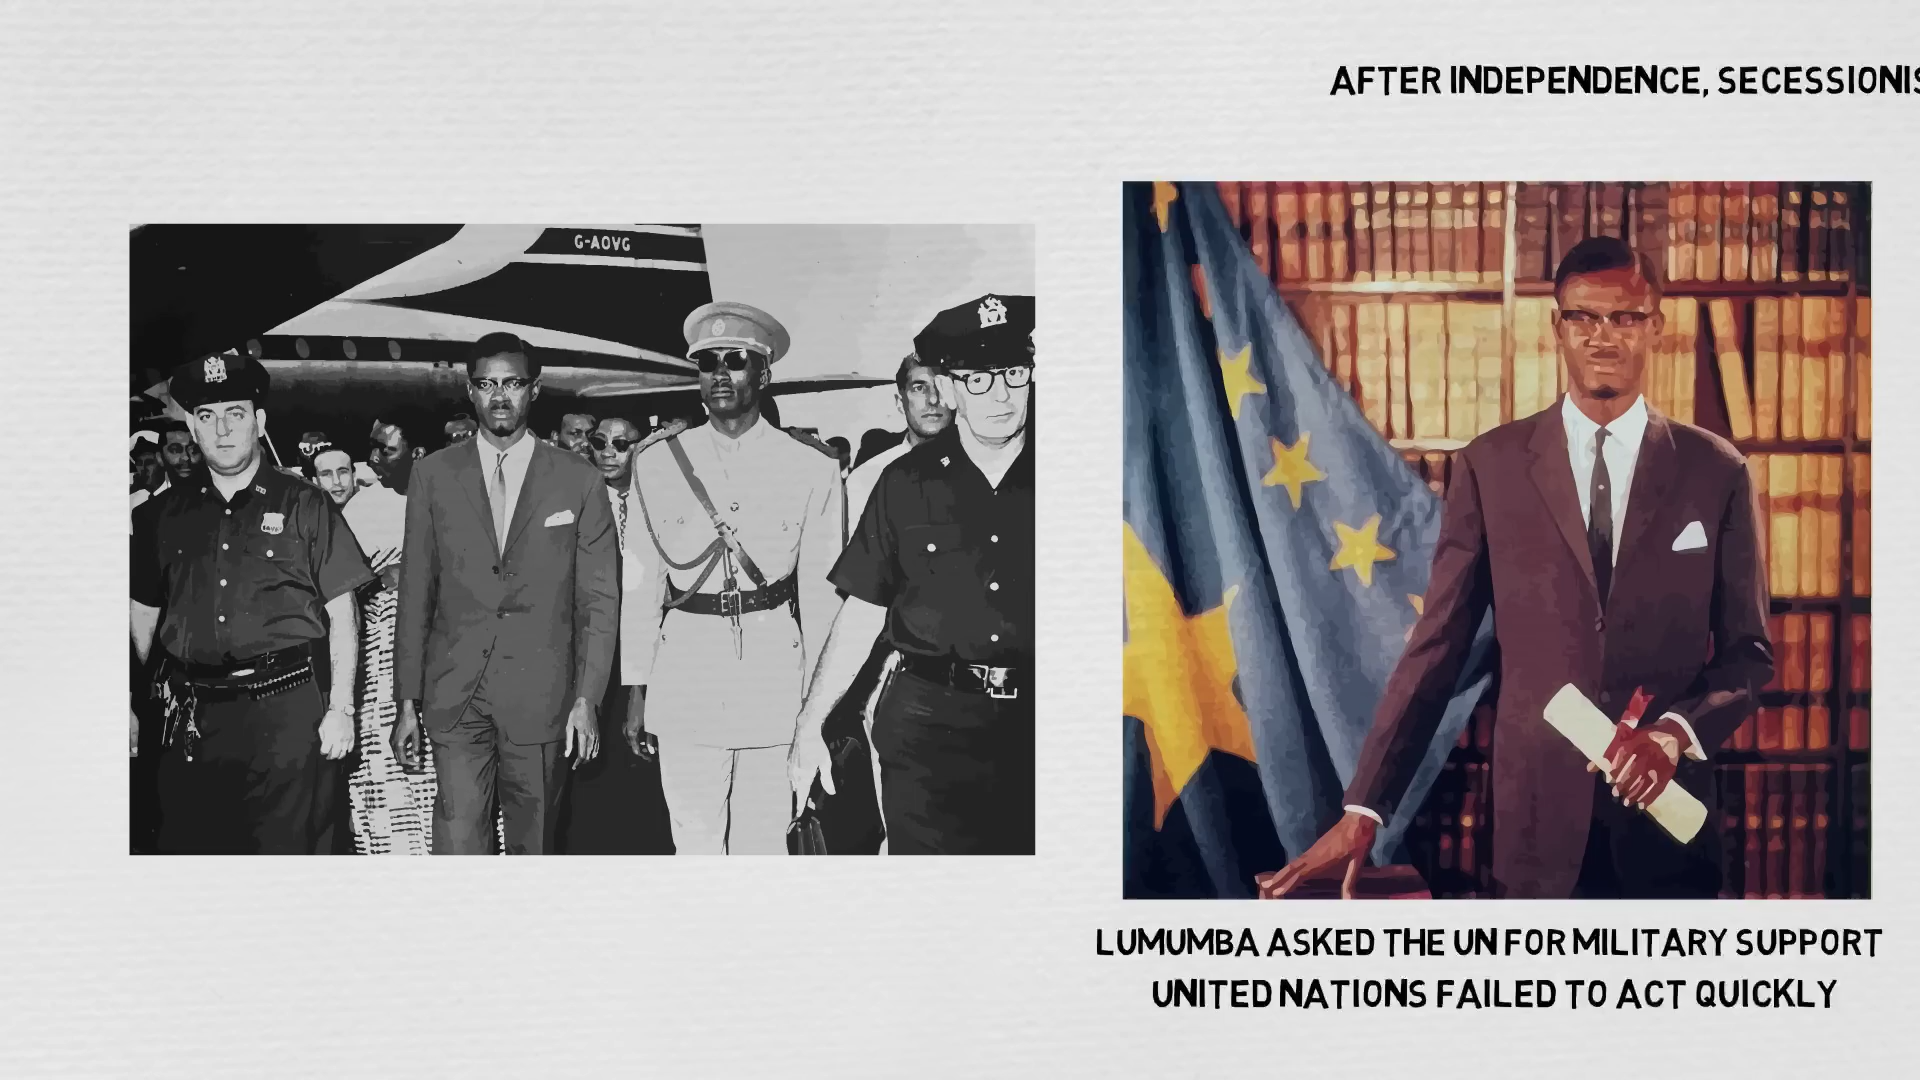 AFTER INDEPENDENCE, SECESSIONIS
G-AOVG
LUMUMBA ASKED THE UN FOR MILITARY SUPPORT
UNITED NATIONS FAILED TO ACT QUICKLY